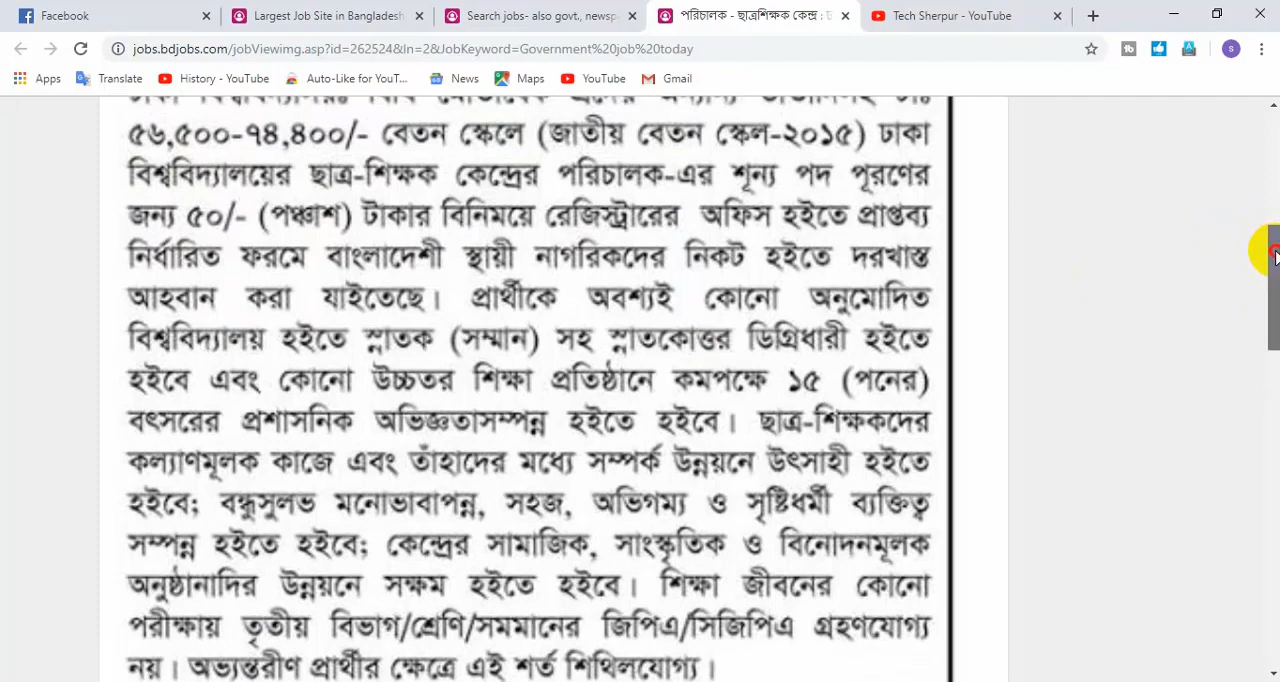 Facebook
Largest Job Site in Bangladesh
Search jobs- also govt., newsp
পরিচালক - ছাত্রশিক্ষক কেন্দ্র : ঢ
Tech Sherpur - YouTube
jobs.bdjobs.com/jobViewimg.asp?id=262524&ln=2&JobKeyword=Government%20job%20today
S
Apps
Translate
History - YouTube
Auto-Like for YouT...
News
Maps
YouTube
Gmail
৫৬,৫০০-৭৪,৪০০/- বেতন স্কেলে (জাতীয় বেতন স্কেল-২০১৫) ঢাকা
বিশ্ববিদ্যালয়ের ছাত্র-শিক্ষক কেন্দ্রের পরিচালক-এর শূন্য পদ পূরণের
জন্য ৫০/- (পঞ্চাশ) টাকার বিনিময়ে রেজিস্ট্রারের অফিস হইতে প্রাপ্তব্য
নির্ধারিত ফরমে বাংলাদেশী স্থায়ী নাগরিকদের নিকট হইতে দরখাস্ত
আহবান করা যাইতেছে। প্রার্থীকে অবশ্যই কোনো অনুমোদিত
বিশ্ববিদ্যালয় হইতে স্নাতক (সম্মান) সহ স্নাতকোত্তর ডিগ্রিধারী হইতে
হইবে এবং কোনো উচ্চতর শিক্ষা প্রতিষ্ঠানে কমপক্ষে ১৫ (পনের)
বৎসরের প্রশাসনিক অভিজ্ঞতাসম্পন্ন হইতে হইবে। ছাত্র-শিক্ষকদের
কল্যাণমূলক কাজে এবং তাঁহাদের মধ্যে সম্পর্ক উন্নয়নে উৎসাহী হইতে
হইবে; বন্ধুসুলভ মনোভাবাপন্ন, সহজ, অভিগম্য ও সৃষ্টিধর্মী ব্যক্তিত্ব
সম্পন্ন হইতে হইবে; কেন্দ্রের সামাজিক, সাংস্কৃতিক ও বিনোদনমূলক
অনুষ্ঠানাদির উন্নয়নে সক্ষম হইতে হইবে। শিক্ষা জীবনের কোনো
পরীক্ষায় তৃতীয় বিভাগ/শ্রেণি/সমমানের জিপিএ/সিজিপিএ গ্রহণযোগ্য
নয়। অভ্যন্তরীণ প্রার্থীর ক্ষেত্রে এই শর্ত শিথিলযোগ্য।